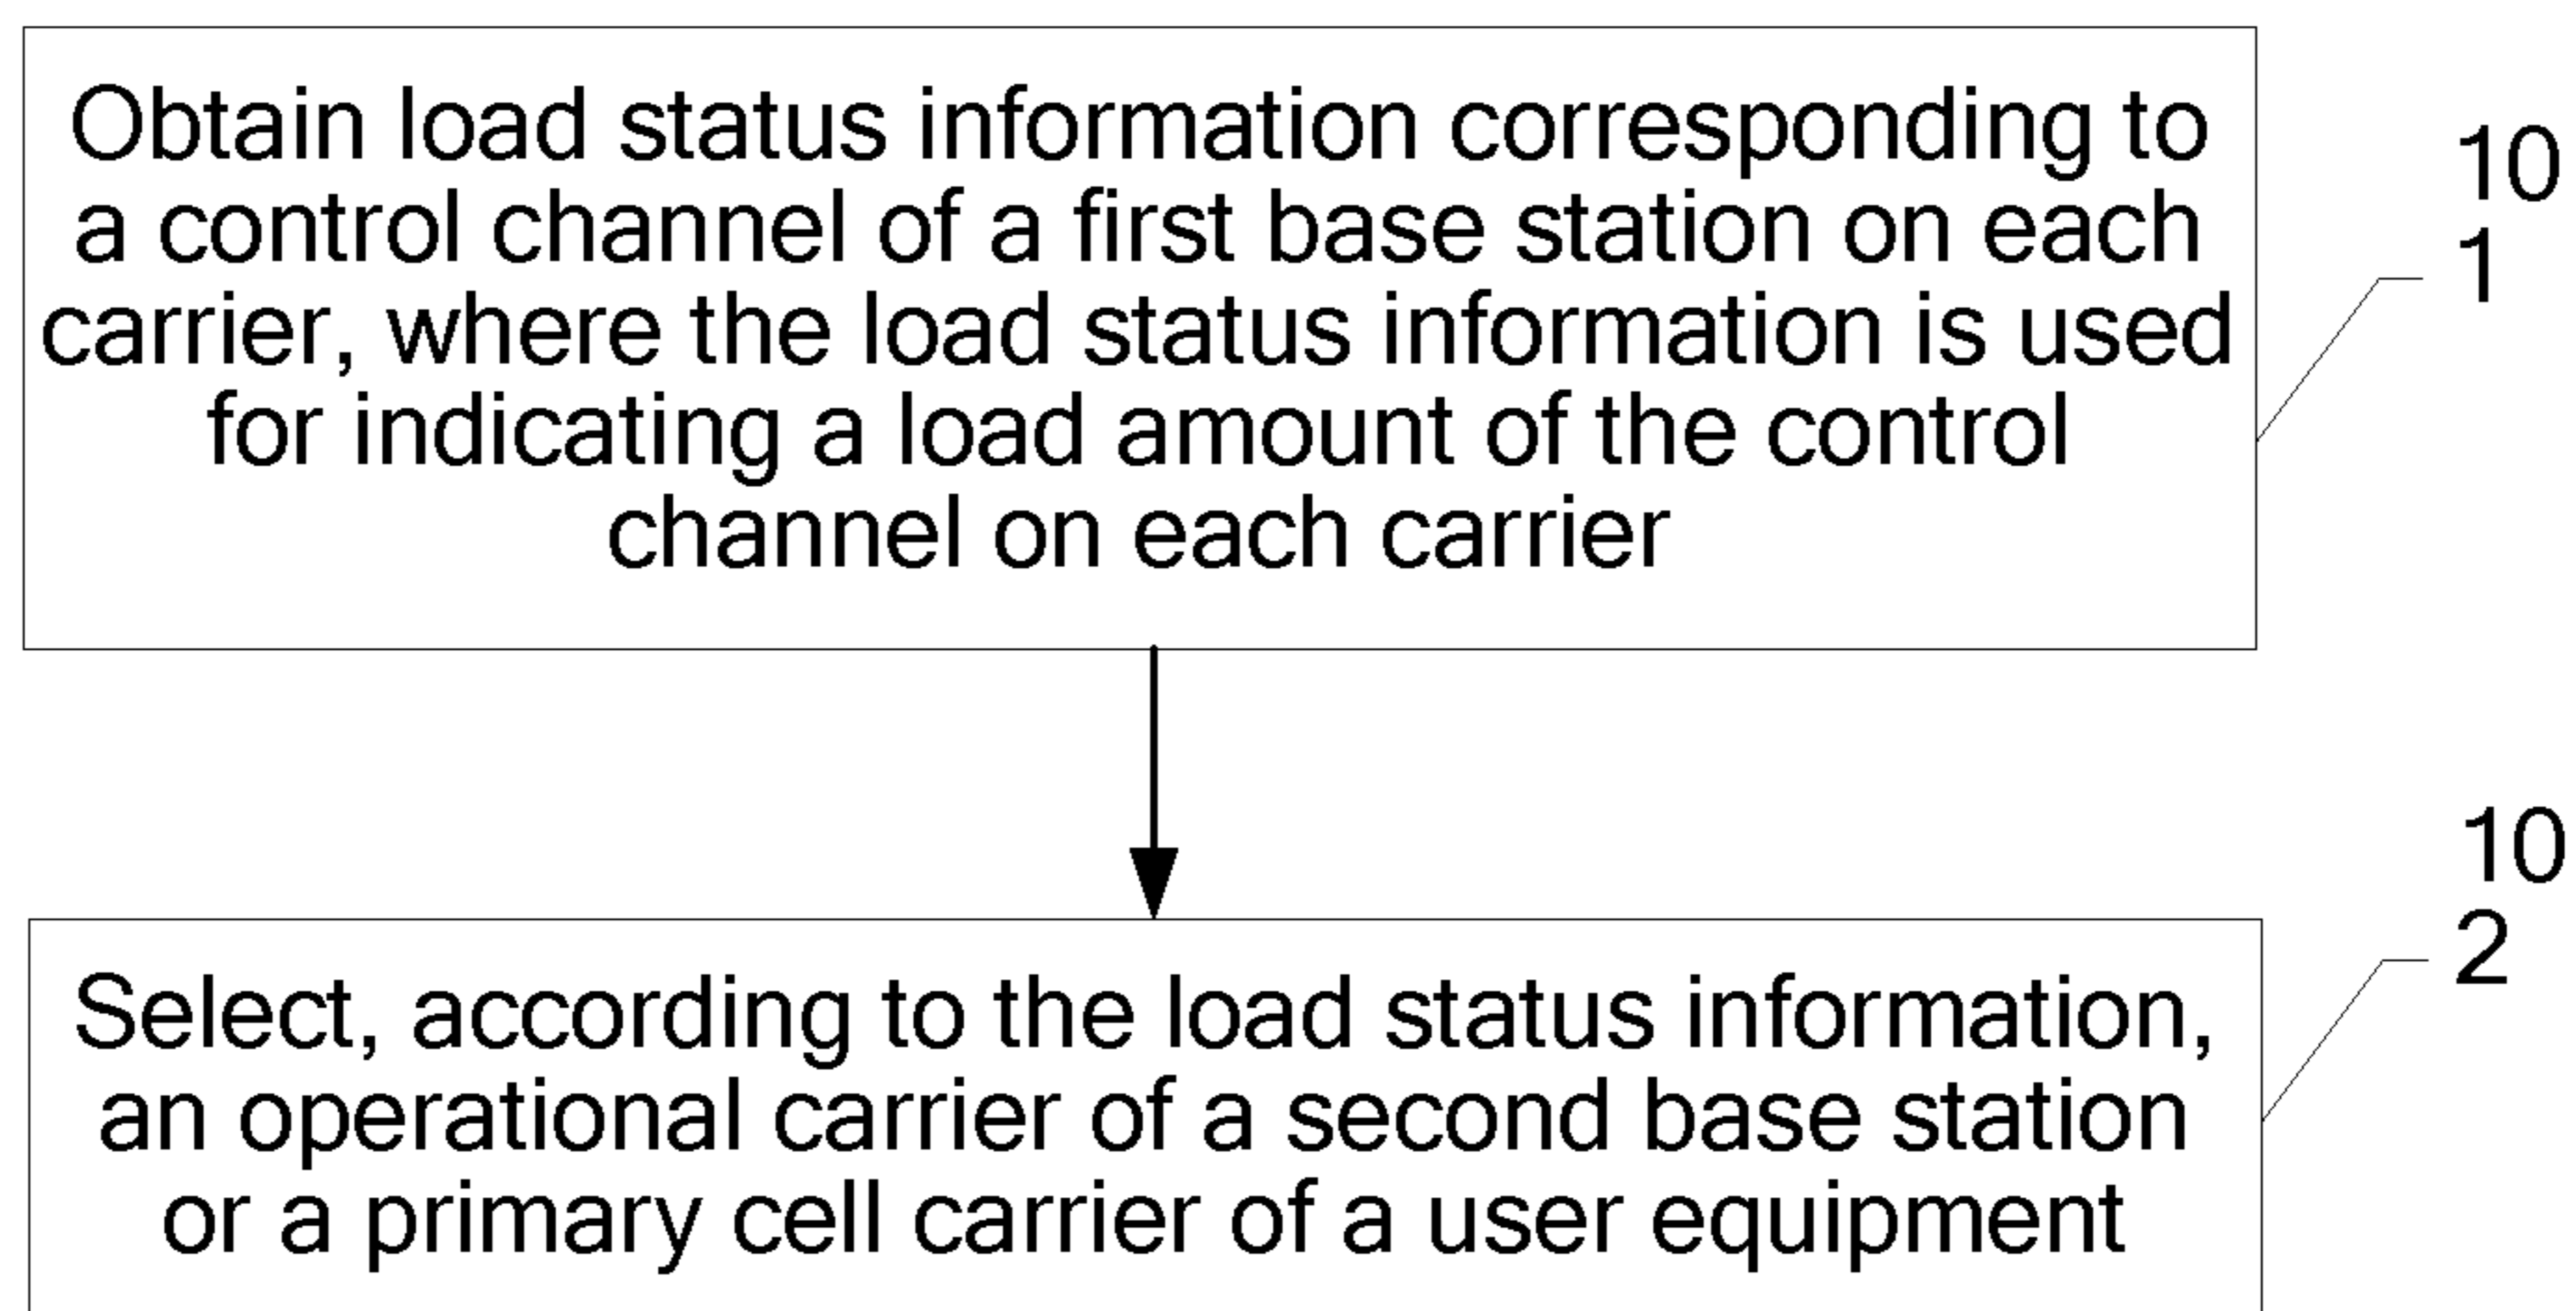 Obtain load status information corresponding to
a control channel of a first base station on each
carrier, where the load status information is used
for indicating a load amount of the control
channel on each carrier
10
1
Select, according to the load status information,
an operational carrier of a second base station
or a primary cell carrier of a user equipment
10
2